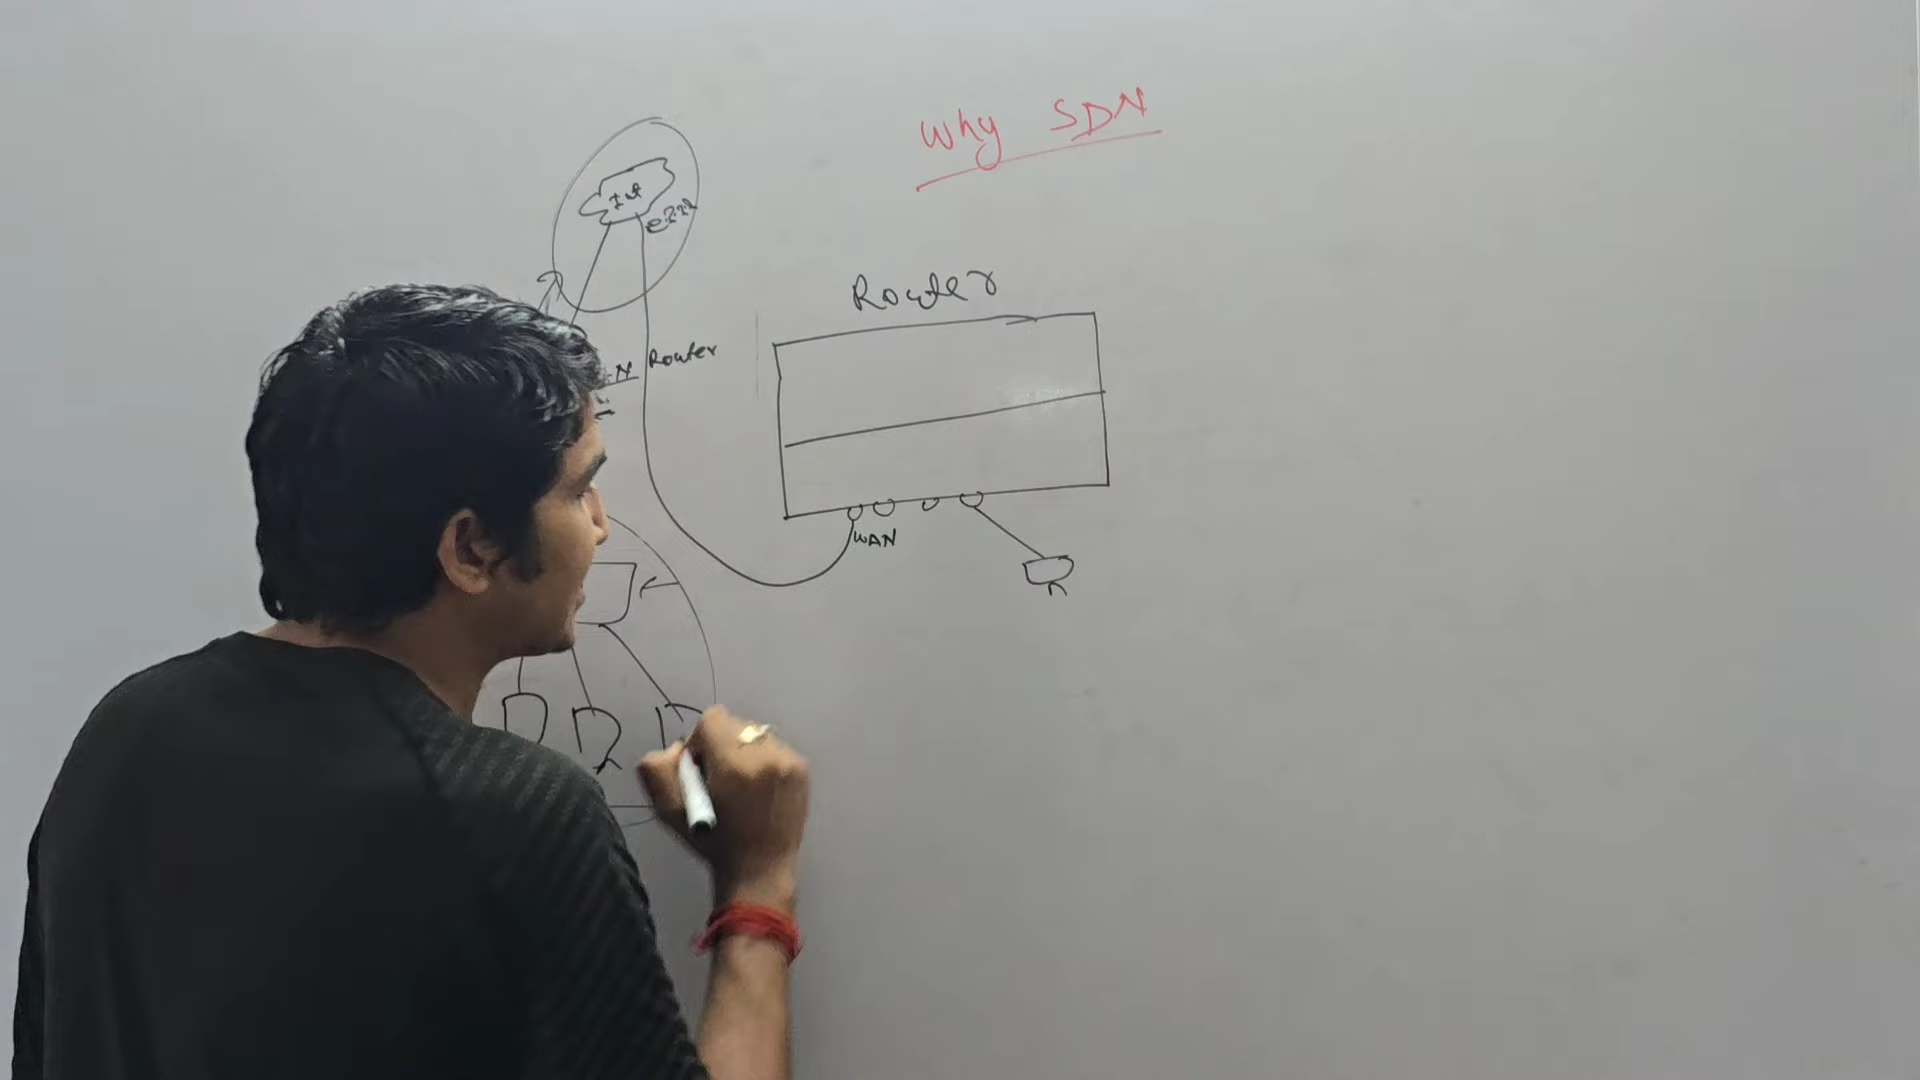 Why SDN
Int
Router
Router
WAN